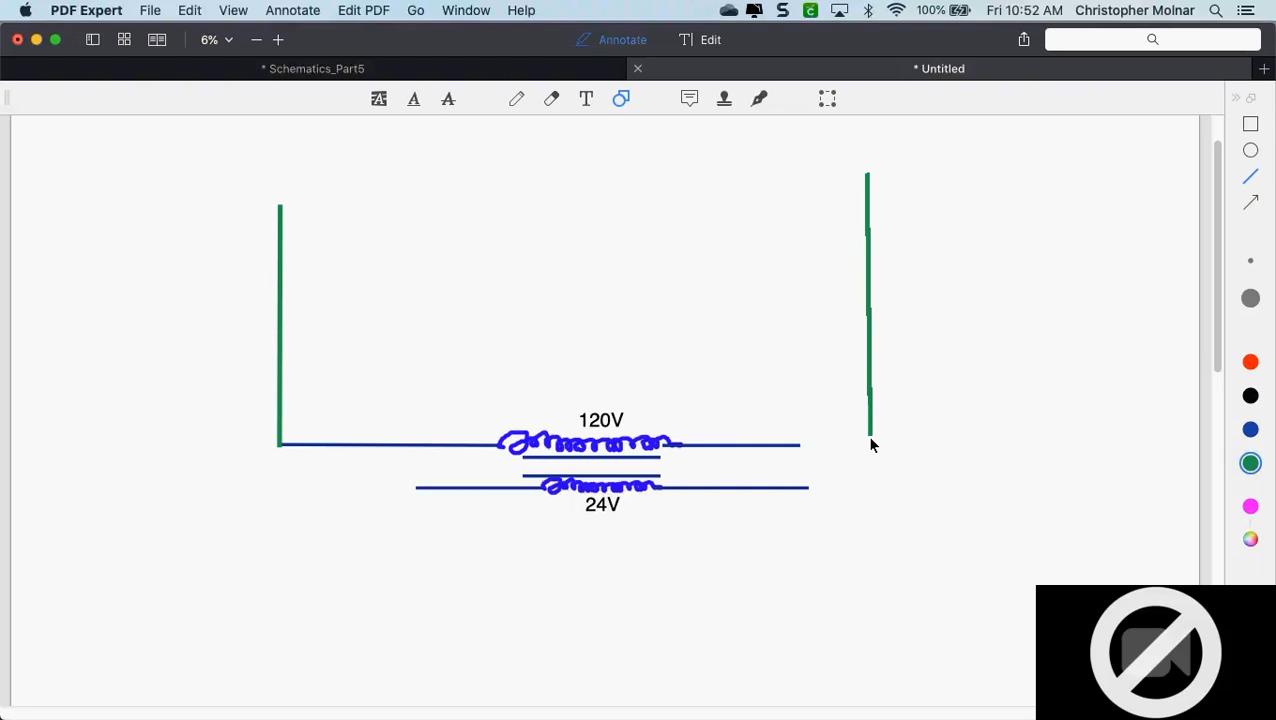 PDF Expert File Edit View Annotate Edit PDF Go Window Help 100% Fri 10:52 AM Christopher Molnar
6% Annotate Edit
* Schematics_Part5 * Untitled
120V
24V